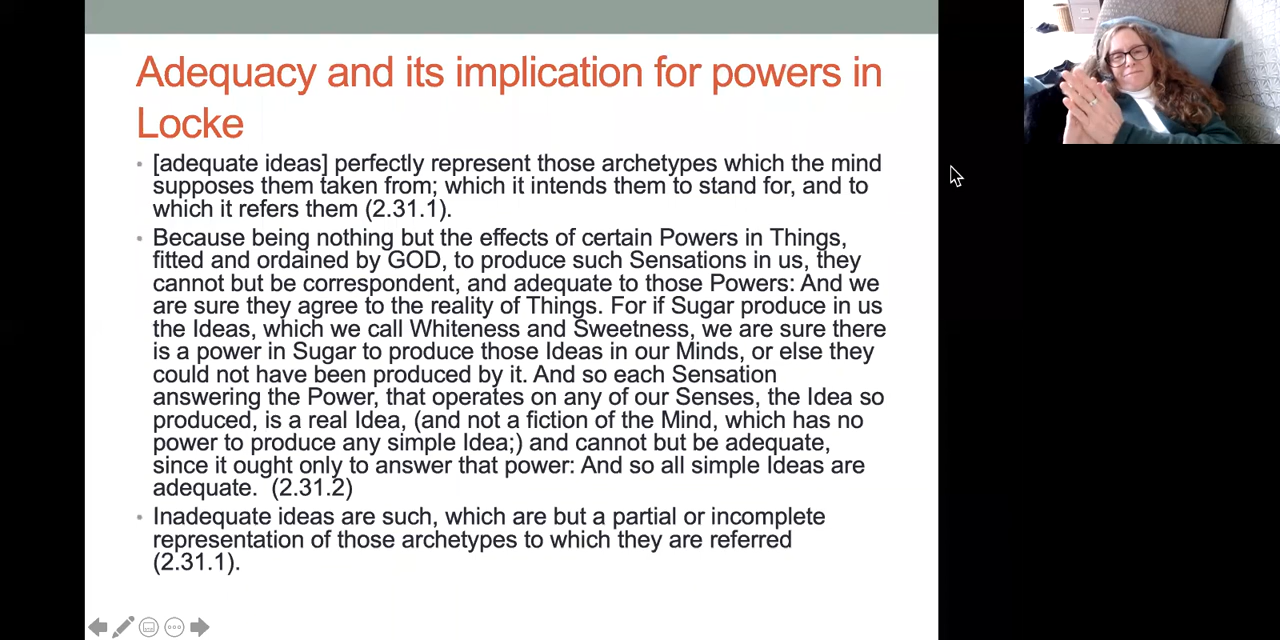 Adequacy and its implication for powers in
Locke
• [adequate ideas] perfectly represent those archetypes which the mind
supposes them taken from; which it intends them to stand for, and to
which it refers them (2.31.1).
• Because being nothing but the effects of certain Powers in Things,
fitted and ordained by GOD, to produce such Sensations in us, they
cannot but be correspondent, and adequate to those Powers: And we
are sure they agree to the reality of Things. For if Sugar produce in us
the Ideas, which we call Whiteness and Sweetness, we are sure there
is a power in Sugar to produce those Ideas in our Minds, or else they
could not have been produced by it. And so each Sensation
answering the Power, that operates on any of our Senses, the Idea so
produced, is a real Idea, (and not a fiction of the Mind, which has no
power to produce any simple Idea;) and cannot but be adequate,
since it ought only to answer that power: And so all simple Ideas are
adequate. (2.31.2)
• Inadequate ideas are such, which are but a partial or incomplete
representation of those archetypes to which they are referred
(2.31.1).